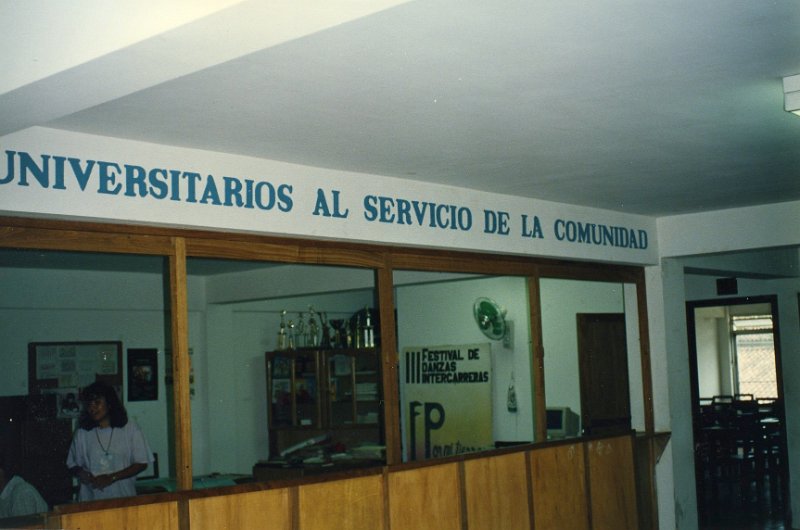 UNIVERSITARIOS AL SERVICIO DE LA COMUNIDAD
III FESTIVAL DE
DANZAS
INTERCARRERAS